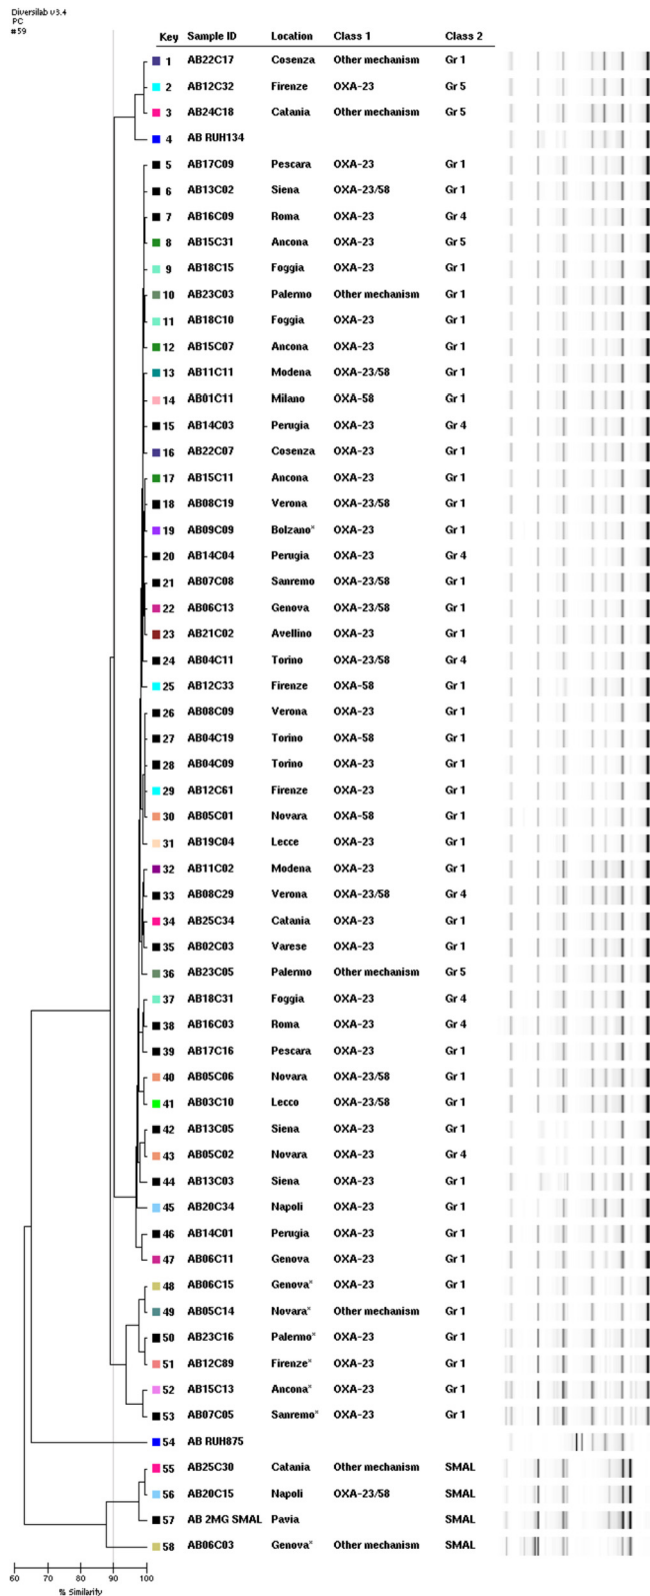 Diversilab v3.4
PC
#59
Key Sample ID Location Class 1 Class 2
1 AB22C17 Cosenza Other mechanism Gr 1
2 AB12C32 Firenze OXA-23 Gr 5
3 AB24C18 Catania Other mechanism Gr 5
4 AB RUH134
5 AB17C09 Pescara OXA-23 Gr 1
6 AB13C02 Siena OXA-23/58 Gr 1
7 AB16C09 Roma OXA-23 Gr 4
8 AB15C31 Ancona OXA-23 Gr 5
9 AB18C15 Foggia OXA-23 Gr 1
10 AB23C03 Palermo Other mechanism Gr 1
11 AB18C10 Foggia OXA-23 Gr 1
12 AB15C07 Ancona OXA-23 Gr 1
13 AB11C11 Modena OXA-23/58 Gr 1
14 AB01C11 Milano OXA-58 Gr 1
15 AB14C03 Perugia OXA-23 Gr 4
16 AB22C07 Cosenza OXA-23 Gr 1
17 AB15C11 Ancona OXA-23 Gr 1
18 AB08C19 Verona OXA-23/58 Gr 1
19 AB09C09 Bolzano* OXA-23 Gr 1
20 AB14C04 Perugia OXA-23 Gr 4
21 AB07C08 Sanremo OXA-23/58 Gr 1
22 AB06C13 Genova OXA-23/58 Gr 1
23 AB21C02 Avellino OXA-23 Gr 1
24 AB04C11 Torino OXA-23/58 Gr 4
25 AB12C33 Firenze OXA-58 Gr 1
26 AB08C09 Verona OXA-23 Gr 1
27 AB04C19 Torino OXA-58 Gr 1
28 AB04C09 Torino OXA-23 Gr 1
29 AB12C61 Firenze OXA-23 Gr 1
30 AB05C01 Novara OXA-58 Gr 1
31 AB19C04 Lecce OXA-23 Gr 1
32 AB11C02 Modena OXA-23 Gr 1
33 AB08C29 Verona OXA-23/58 Gr 4
34 AB25C34 Catania OXA-23 Gr 1
35 AB02C03 Varese OXA-23 Gr 1
36 AB23C05 Palermo Other mechanism Gr 5
37 AB18C31 Foggia OXA-23 Gr 4
38 AB16C03 Roma OXA-23 Gr 4
39 AB17C16 Pescara OXA-23 Gr 1
40 AB05C06 Novara OXA-23/58 Gr 1
41 AB03C10 Lecco OXA-23/58 Gr 1
42 AB13C05 Siena OXA-23 Gr 1
43 AB05C02 Novara OXA-23 Gr 4
44 AB13C03 Siena OXA-23 Gr 1
45 AB20C34 Napoli OXA-23 Gr 1
46 AB14C01 Perugia OXA-23 Gr 1
47 AB06C11 Genova OXA-23 Gr 1
48 AB06C15 Genova* OXA-23 Gr 1
49 AB05C14 Novara* Other mechanism Gr 1
50 AB23C16 Palermo* OXA-23 Gr 1
51 AB12C89 Firenze* OXA-23 Gr 1
52 AB15C13 Ancona* OXA-23 Gr 1
53 AB07C05 Sanremo* OXA-23 Gr 1
54 AB RUH875
55 AB25C30 Catania Other mechanism SMAL
56 AB20C15 Napoli OXA-23/58 SMAL
57 AB 2MG SMAL Pavia SMAL
58 AB06C03 Genova* Other mechanism SMAL
60 70 80 90 100
% Similarity